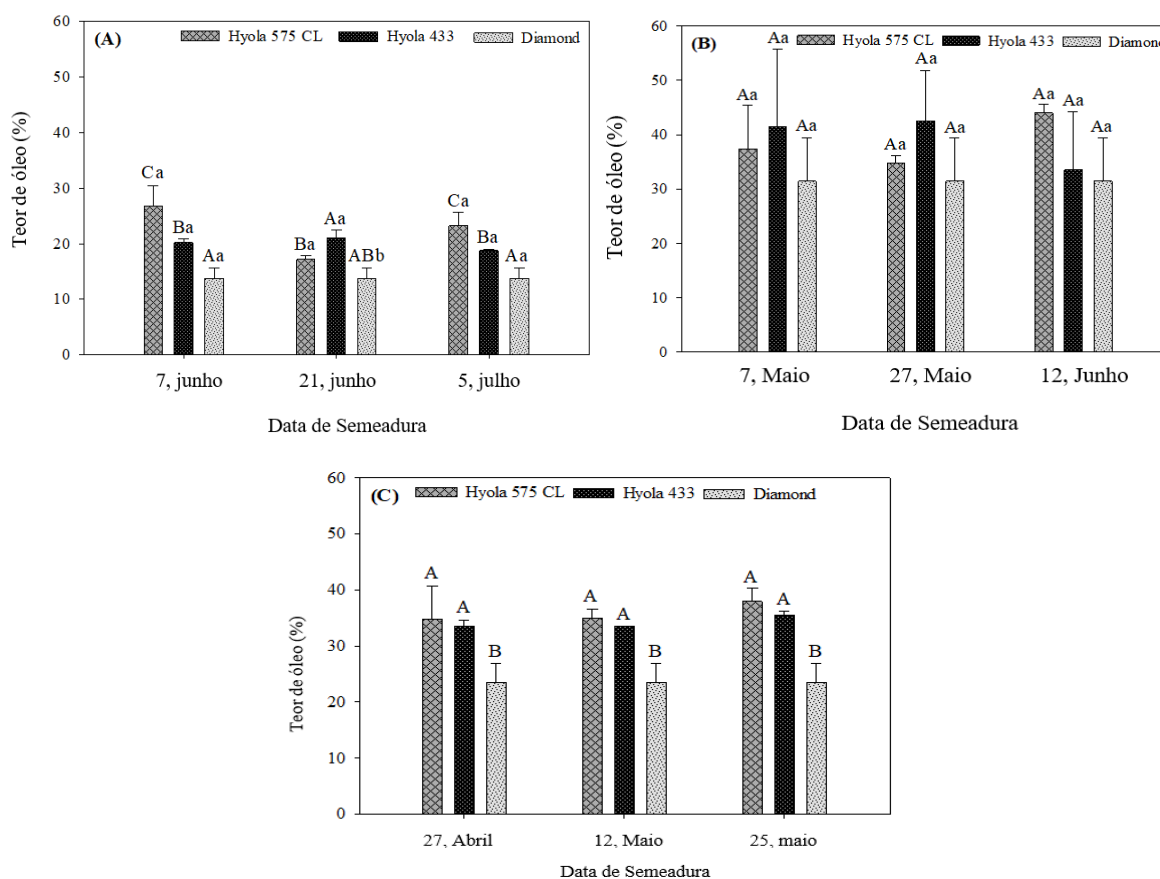 (A) Hyola 575 CL Hyola 433 Diamond
Teor de óleo (%)
60
50
40
30
20
10
0
Ca Ba Aa
Ba Aa ABb
Ca Ba Aa
7, junho 21, junho 5, julho
Data de Semeadura
(B) Hyola 575 CL Hyola 433 Diamond
Teor de óleo (%)
60
50
40
30
20
10
0
Aa Aa Aa
Aa Aa Aa
Aa Aa Aa
7, Maio 27, Maio 12, Junho
Data de Semeadura
(C) Hyola 575 CL Hyola 433 Diamond
Teor de óleo (%)
60
50
40
30
20
10
0
A A B
A A B
A A B
27, Abril 12, Maio 25, maio
Data de Semeadura